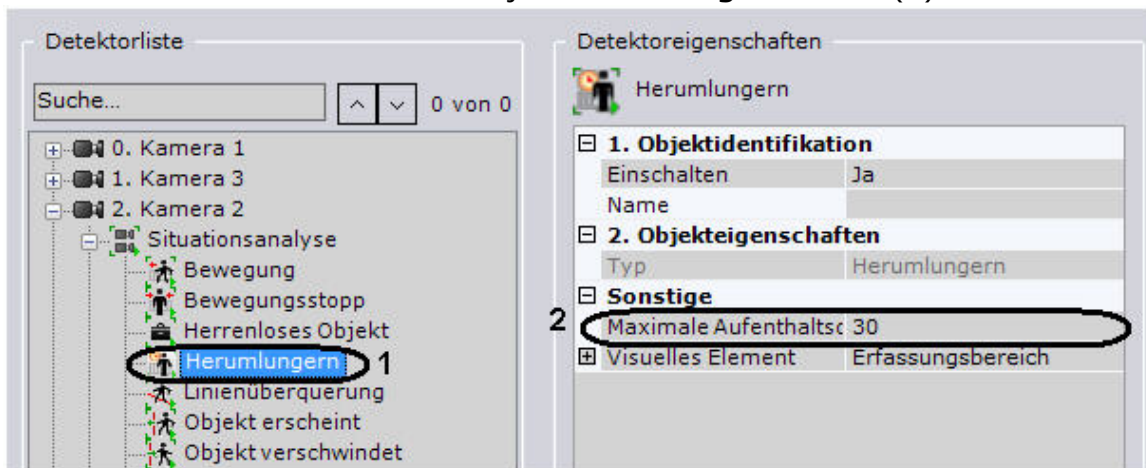 Detektorliste
Suche...
0 von 0
0. Kamera 1
1. Kamera 3
2. Kamera 2
Situationsanalyse
Bewegung
Bewegungsstopp
Herrenloses Objekt
Herumlungern 1
Linienüberquerung
Objekt erscheint
Objekt verschwindet
Detektoreigenschaften
Herumlungern
1. Objektidentifikation
Einschalten Ja
Name
2. Objekteigenschaften
Typ Herumlungern
Sonstige
2 Maximale Aufenthaltsc 30
Visuelles Element Erfassungsbereich